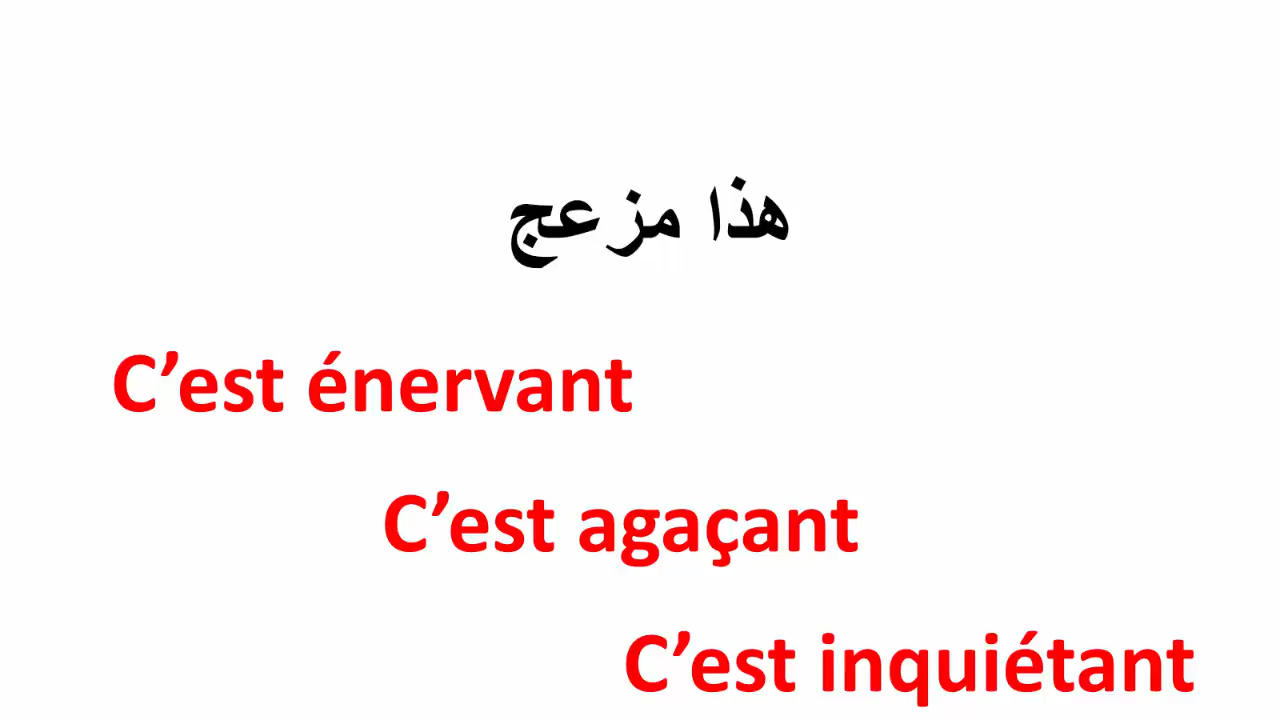 هذا مزعج
C’est énervant
C’est agaçant
C’est inquiétant